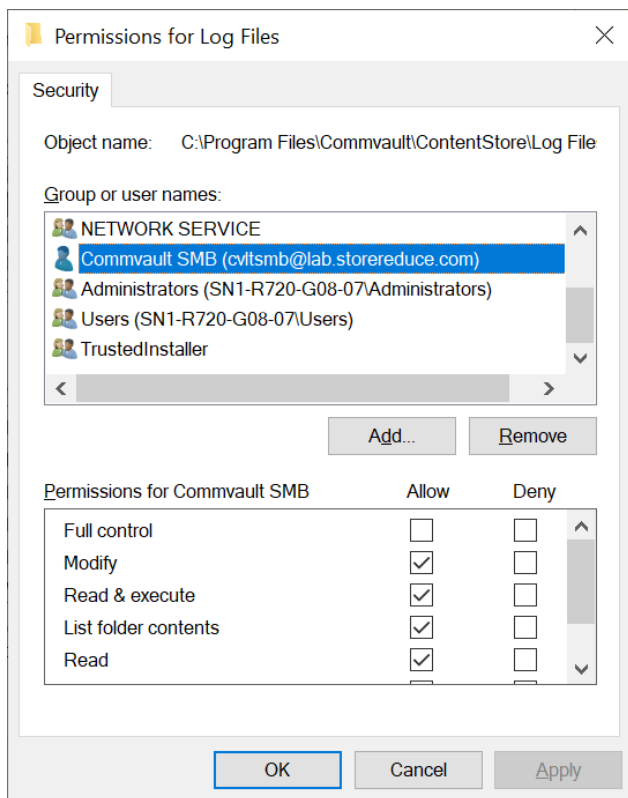 Permissions for Log Files
Security
Object name: C:\Program Files\Commvault\ContentStore\Log File
Group or user names:
NETWORK SERVICE
Commvault SMB (cvltsmb@lab.storereduce.com)
Administrators (SN1-R720-G08-07\Administrators)
Users (SN1-R720-G08-07\Users)
TrustedInstaller
Add... Remove
Permissions for Commvault SMB Allow Deny
Full control
Modify
Read & execute
List folder contents
Read
OK Cancel Apply